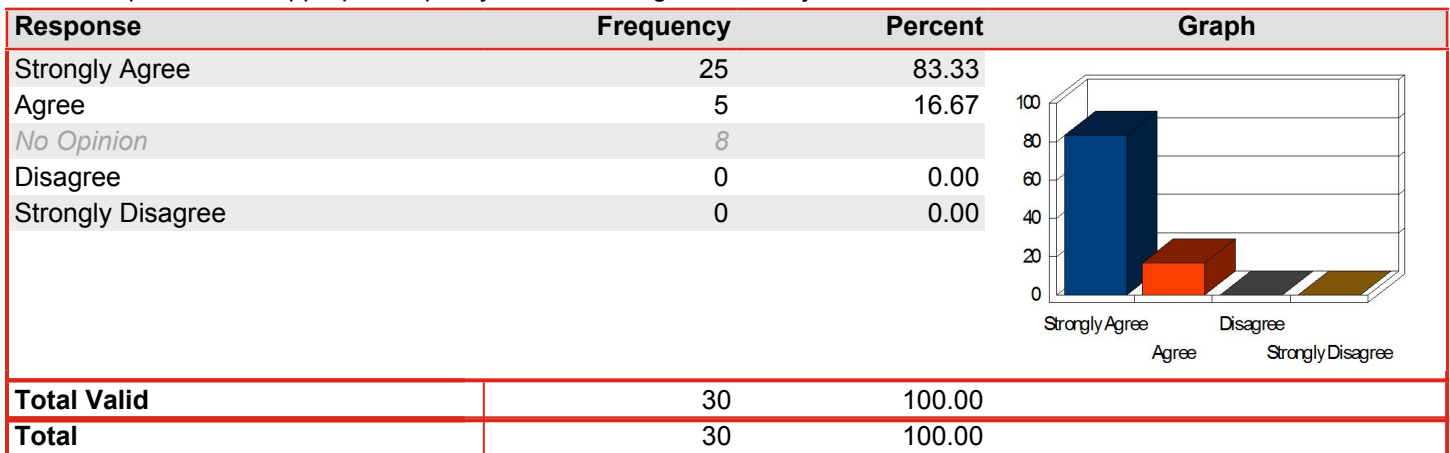 Response Frequency Percent Graph
Strongly Agree 25 83.33
Agree 5 16.67
No Opinion 8
Disagree 0 0.00
Strongly Disagree 0 0.00
100
80
60
40
20
0
Strongly Agree Disagree
Agree Strongly Disagree
Total Valid 30 100.00
Total 30 100.00